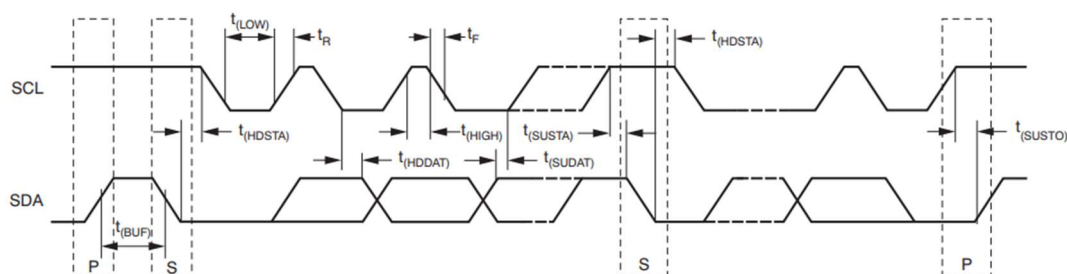 t(LOW)
tR
tF
t(HDSTA)
SCL
t(HDSTA)
t(HIGH)
t(SUSTA)
t(SUSTO)
t(HDDAT)
t(SUDAT)
SDA
t(BUF)
P
S
S
P